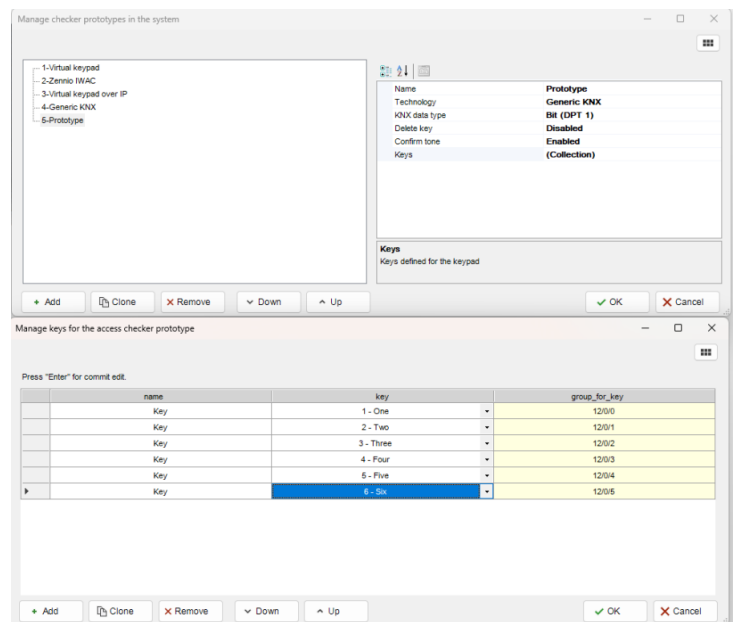 Manage checker prototypes in the system
1-Virtual keypad
2-Zennio IWAC
3-Virtual keypad over IP
4-Generic KNX
5-Prototype
Name Prototype
Technology Generic KNX
KNX data type Bit (DPT 1)
Delete key Disabled
Confirm tone Enabled
Keys (Collection)
Keys
Keys defined for the keypad
+ Add Clone Remove Down Up OK Cancel
Manage keys for the access checker prototype
Press "Enter" for commit edit.
name key group_for_key
Key 1 - One 12/0/0
Key 2 - Two 12/0/1
Key 3 - Three 12/0/2
Key 4 - Four 12/0/3
Key 5 - Five 12/0/4
Key 6 - Six 12/0/5
+ Add Clone Remove Down Up OK Cancel